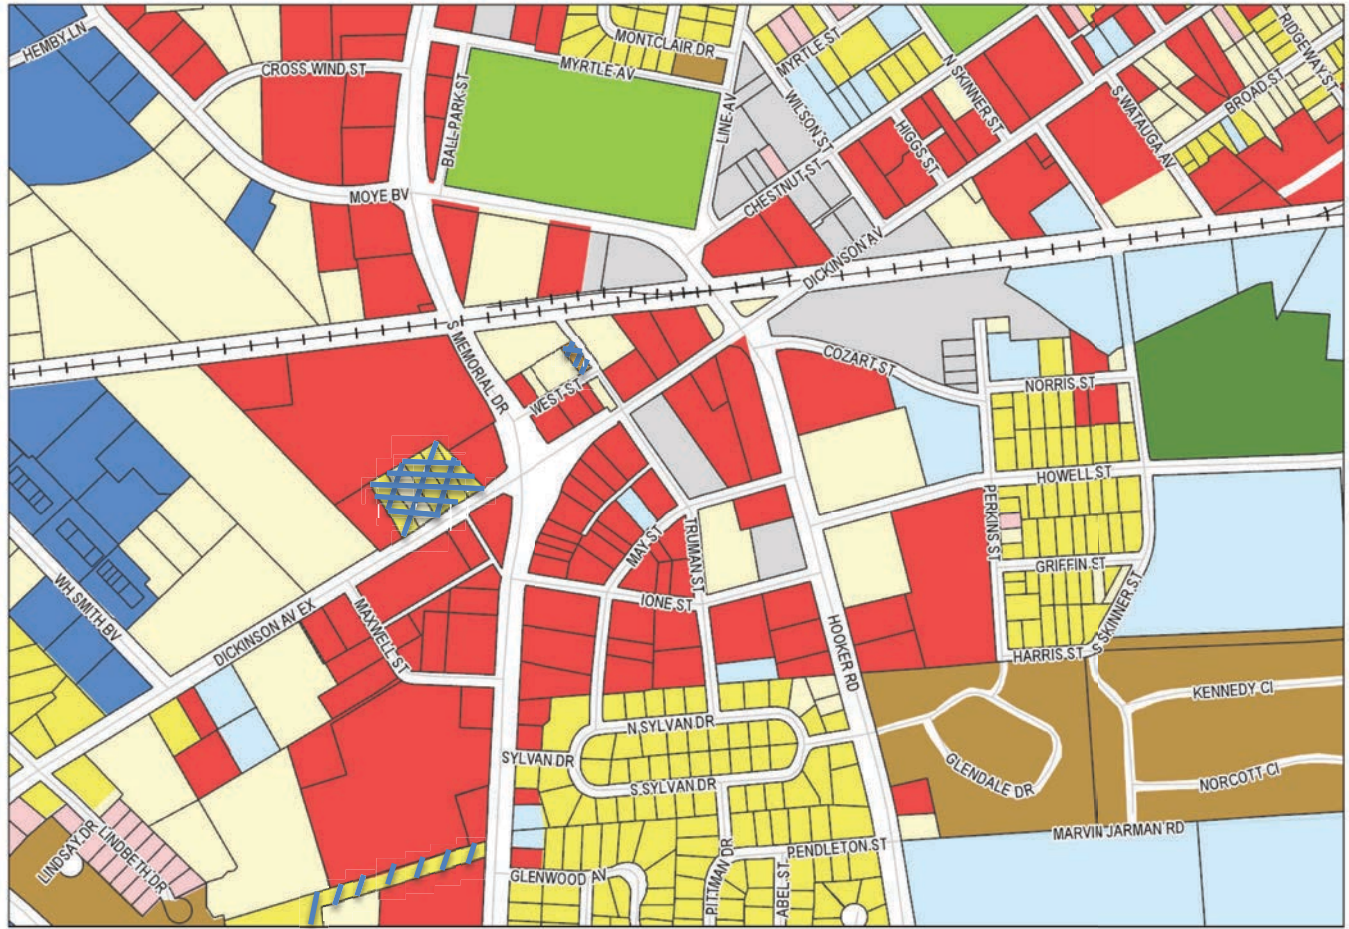 HEMBY LN
CROSS WIND ST
BALL PARK ST
MONTCLAIR DR
MYRTLE AV
LINE AV
MYRTLE ST
WILSON ST
N SKINNER ST
HIGGS ST
S WATAUGA AV
BROAD ST
RIDGEWAY ST
MOYE BV
CHESTNUT ST
DICKINSON AV
S MEMORIAL DR
WEST ST
COZART ST
NORRIS ST
HOWELL ST
PERKINS ST
GRIFFIN ST
S SKINNER ST
HARRIS ST
MAY ST
TRUMAN ST
IONE ST
HOOKER RD
WH SMITH BV
DICKINSON AV EX
MAXWELL ST
N SYLVAN DR
SYLVAN DR
S SYLVAN DR
KENNEDY CI
GLENDALE DR
NORCOTT CI
MARVIN JARMAN RD
LINDSAY DR
LINDBETH DR
GLENWOOD AV
PITTMAN DR
ABEL ST
PENDLETON ST